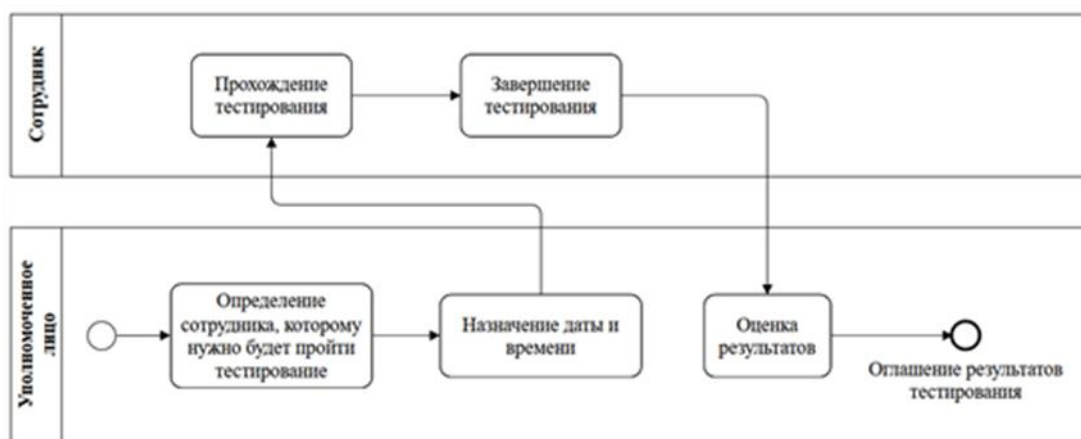 Сотрудник
Прохождение
тестирования
Завершение
тестирования
Уполномоченное
лицо
Определение
сотрудника, которому
нужно будет пройти
тестирование
Назначение даты и
времени
Оценка
результатов
Оглашение результатов
тестирования